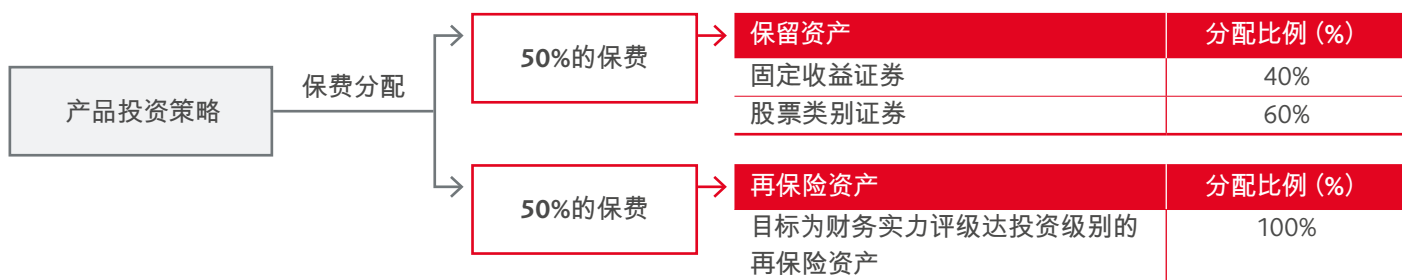 产品投资策略
保费分配
50%的保费
保留资产 分配比例 (%)
固定收益证券 40%
股票类别证券 60%
50%的保费
再保险资产 分配比例 (%)
目标为财务实力评级达投资级别的 100%
再保险资产